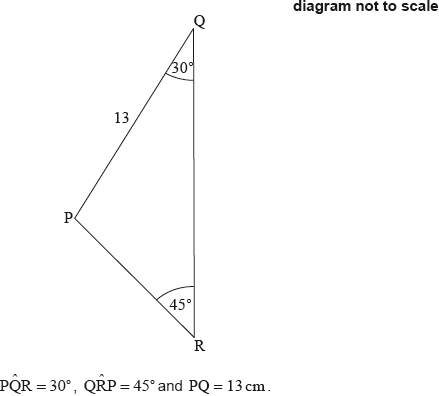 diagram not to scale
Q
30°
13
P
45°
R
PQ̂R = 30°, QR̂P = 45° and PQ = 13 cm.